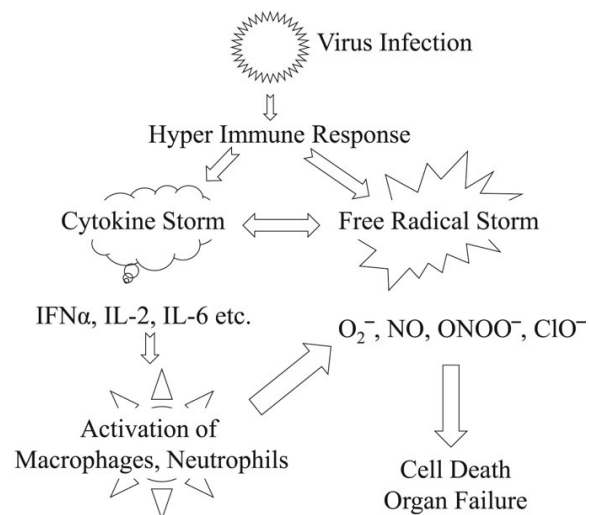 Virus Infection
Hyper Immune Response
Cytokine Storm
Free Radical Storm
IFNα, IL-2, IL-6 etc.
O₂⁻, NO, ONOO⁻, ClO⁻
Activation of
Macrophages, Neutrophils
Cell Death
Organ Failure